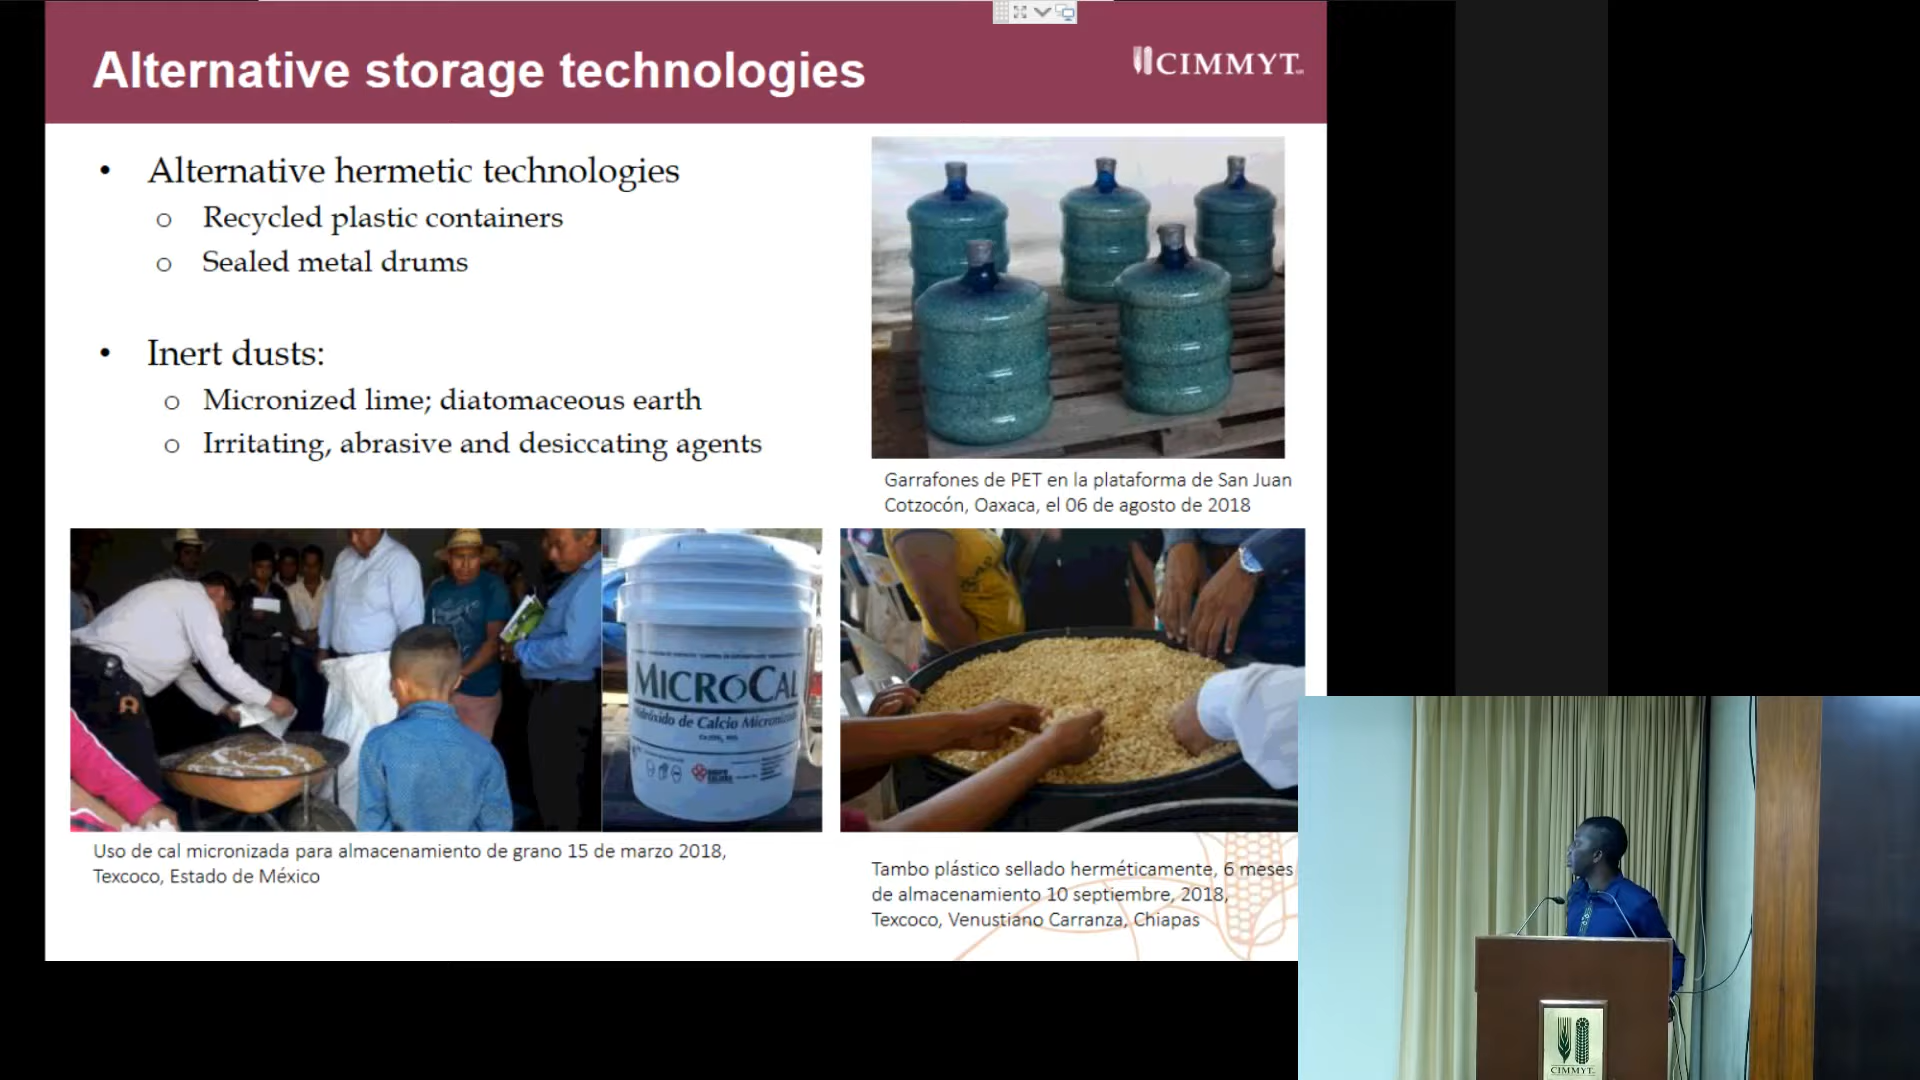 Alternative storage technologies
CIMMYT
• Alternative hermetic technologies
o Recycled plastic containers
o Sealed metal drums
• Inert dusts:
o Micronized lime; diatomaceous earth
o Irritating, abrasive and desiccating agents
Garrafones de PET en la plataforma de San Juan
Cotzocón, Oaxaca, el 06 de agosto de 2018
MICROCAL
Hidróxido de Calcio
Uso de cal micronizada para almacenamiento de grano 15 de marzo 2018,
Texcoco, Estado de México
Tambo plástico sellado herméticamente, 6 meses
de almacenamiento 10 septiembre, 2018,
Texcoco, Venustiano Carranza, Chiapas
CIMMYT